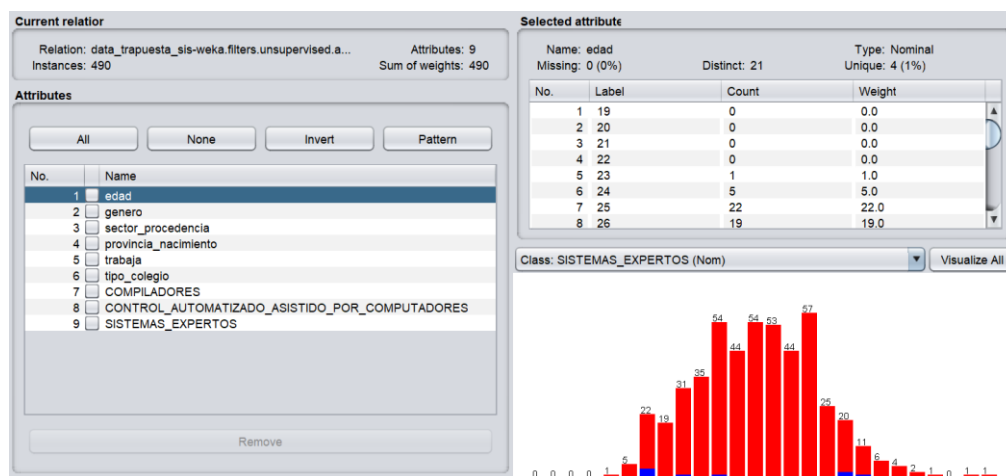 Current relatior
Relation: data_trapuesta_sis-weka.filters.unsupervised.a... Attributes: 9
Instances: 490 Sum of weights: 490
Attributes
All None Invert Pattern
No. Name
1 edad
2 genero
3 sector_procedencia
4 provincia_nacimiento
5 trabaja
6 tipo_colegio
7 COMPILADORES
8 CONTROL_AUTOMATIZADO_ASISTIDO_POR_COMPUTADORES
9 SISTEMAS_EXPERTOS
Remove
Selected attribute
Name: edad Type: Nominal
Missing: 0 (0%) Distinct: 21 Unique: 4 (1%)
No. Label Count Weight
1 19 0 0.0
2 20 0 0.0
3 21 0 0.0
4 22 0 0.0
5 23 1 1.0
6 24 5 5.0
7 25 22 22.0
8 26 19 19.0
Class: SISTEMAS_EXPERTOS (Nom) Visualize All
0 0 0 0 1 5 22 19 31 35 54 44 54 53 44 57 25 20 11 6 4 2 1 0 1 1